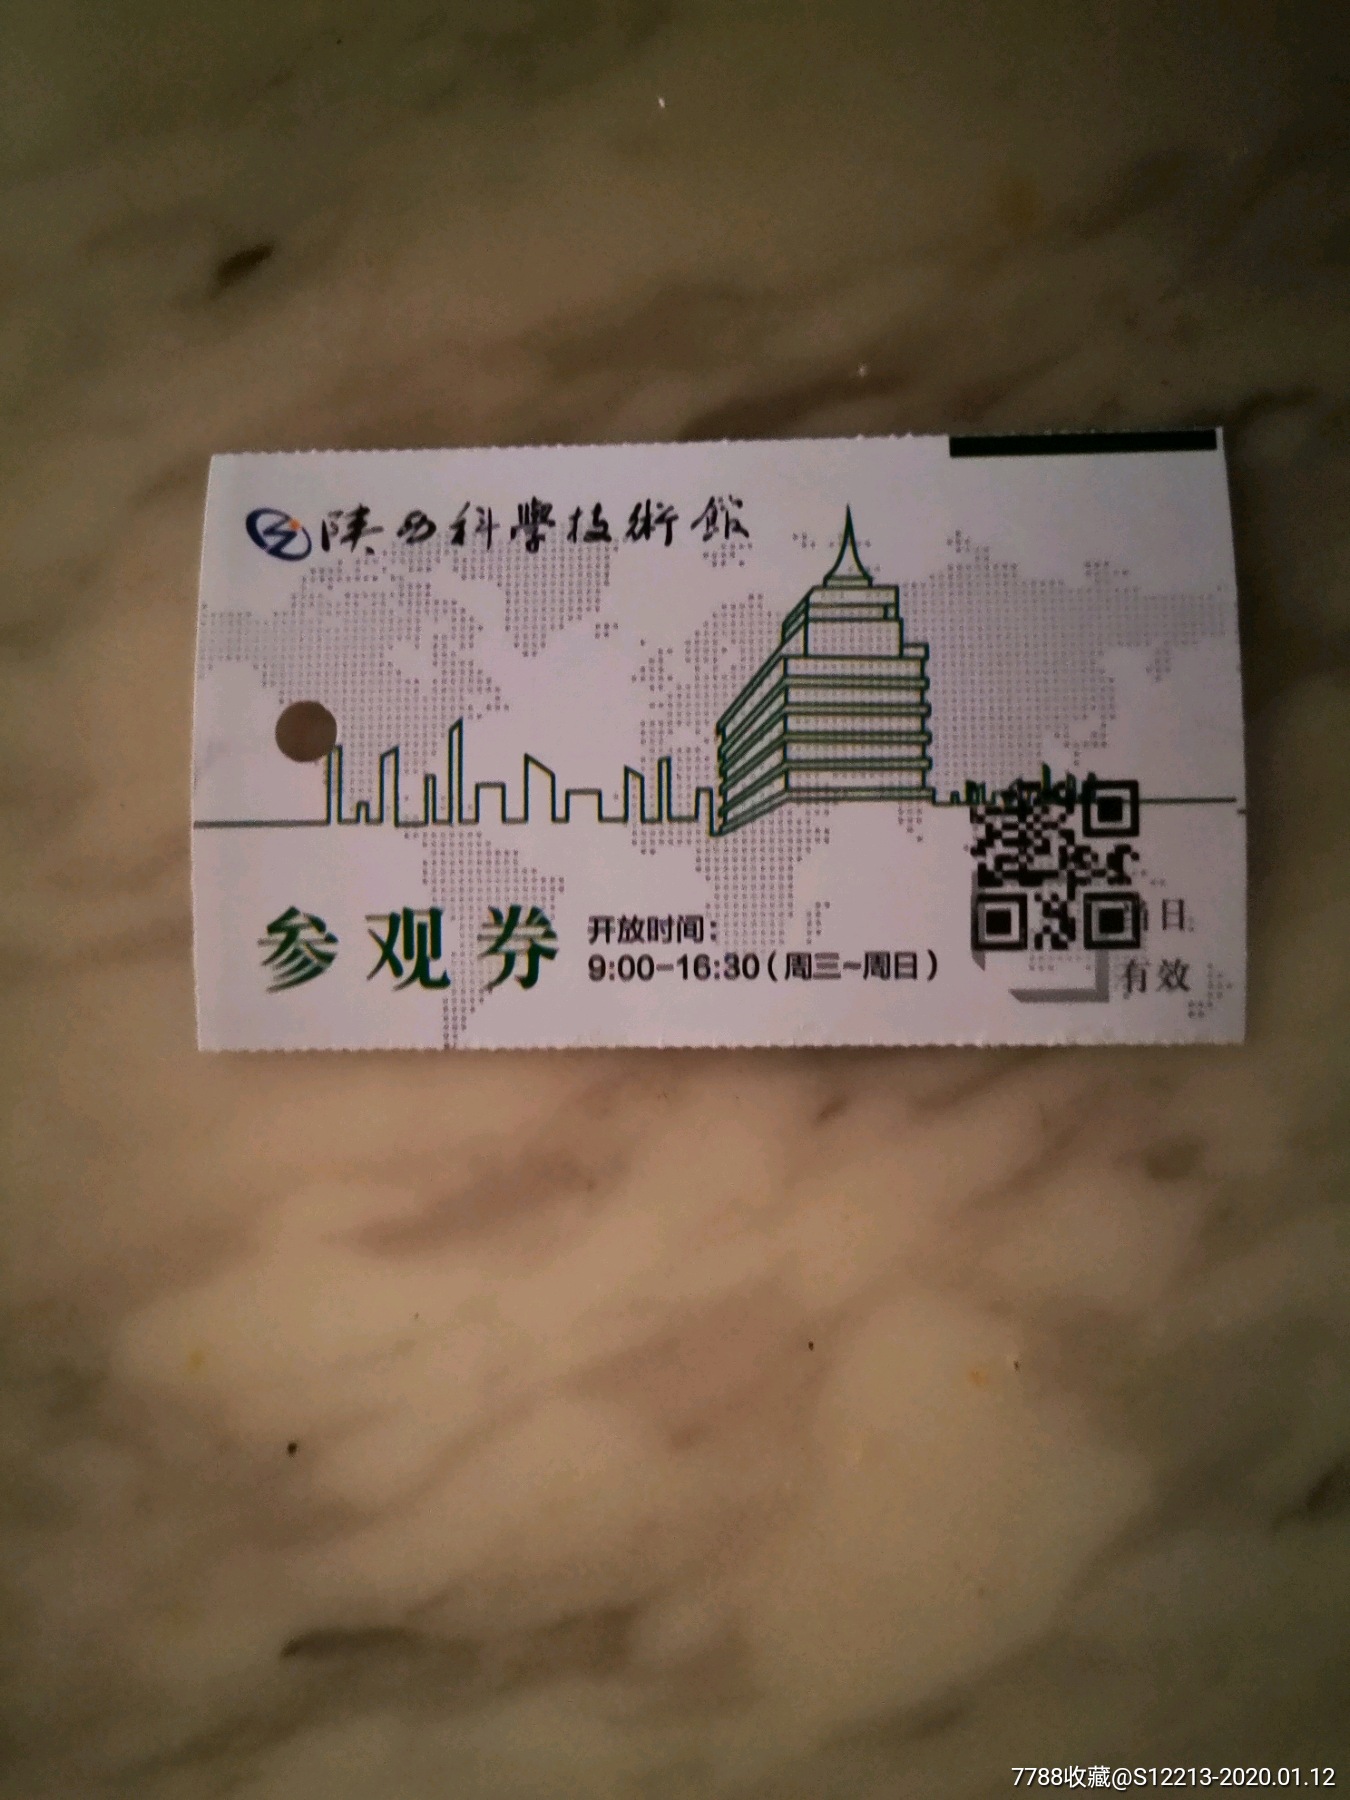 陕西科學技術館
参观券
开放时间：
9:00-16:30（周三~周日）
日
有效
7788收藏@S12213-2020.01.12